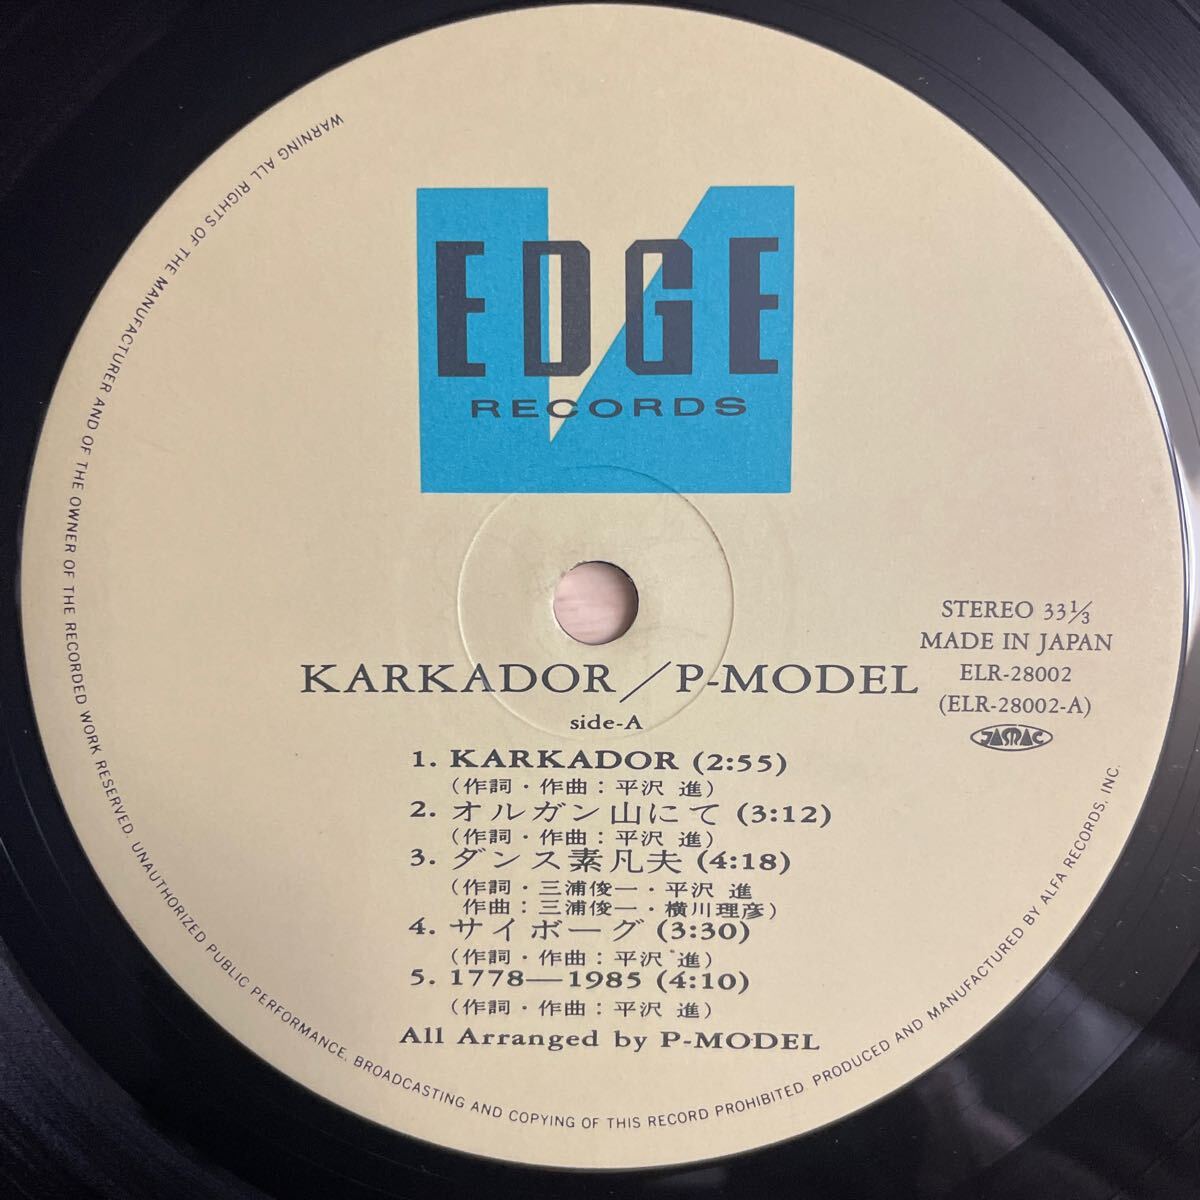 EDGE
RECORDS
STEREO 33⅓
MADE IN JAPAN
ELR-28002
(ELR-28002-A)
JASRAC
KARKADOR／P-MODEL
side-A
1. KARKADOR (2:55)
(作詞・作曲：平沢 進)
2. オルガン山にて (3:12)
(作詞・作曲：平沢 進)
3. ダンス素凡夫 (4:18)
(作詞・三浦俊一・平沢 進
作曲：三浦俊一・横川理彦)
4. サイボーグ (3:30)
(作詞・作曲：平沢 進)
5. 1778—1985 (4:10)
(作詞・作曲：平沢 進)
All Arranged by P-MODEL
WARNING ALL RIGHTS OF THE MANUFACTURER AND OF THE OWNER OF THE RECORDED WORK RESERVED. UNAUTHORIZED PUBLIC PERFORMANCE, BROADCASTING AND COPYING OF THIS RECORD PROHIBITED PRODUCED AND MANUFACTURED BY ALFA RECORDS, INC.